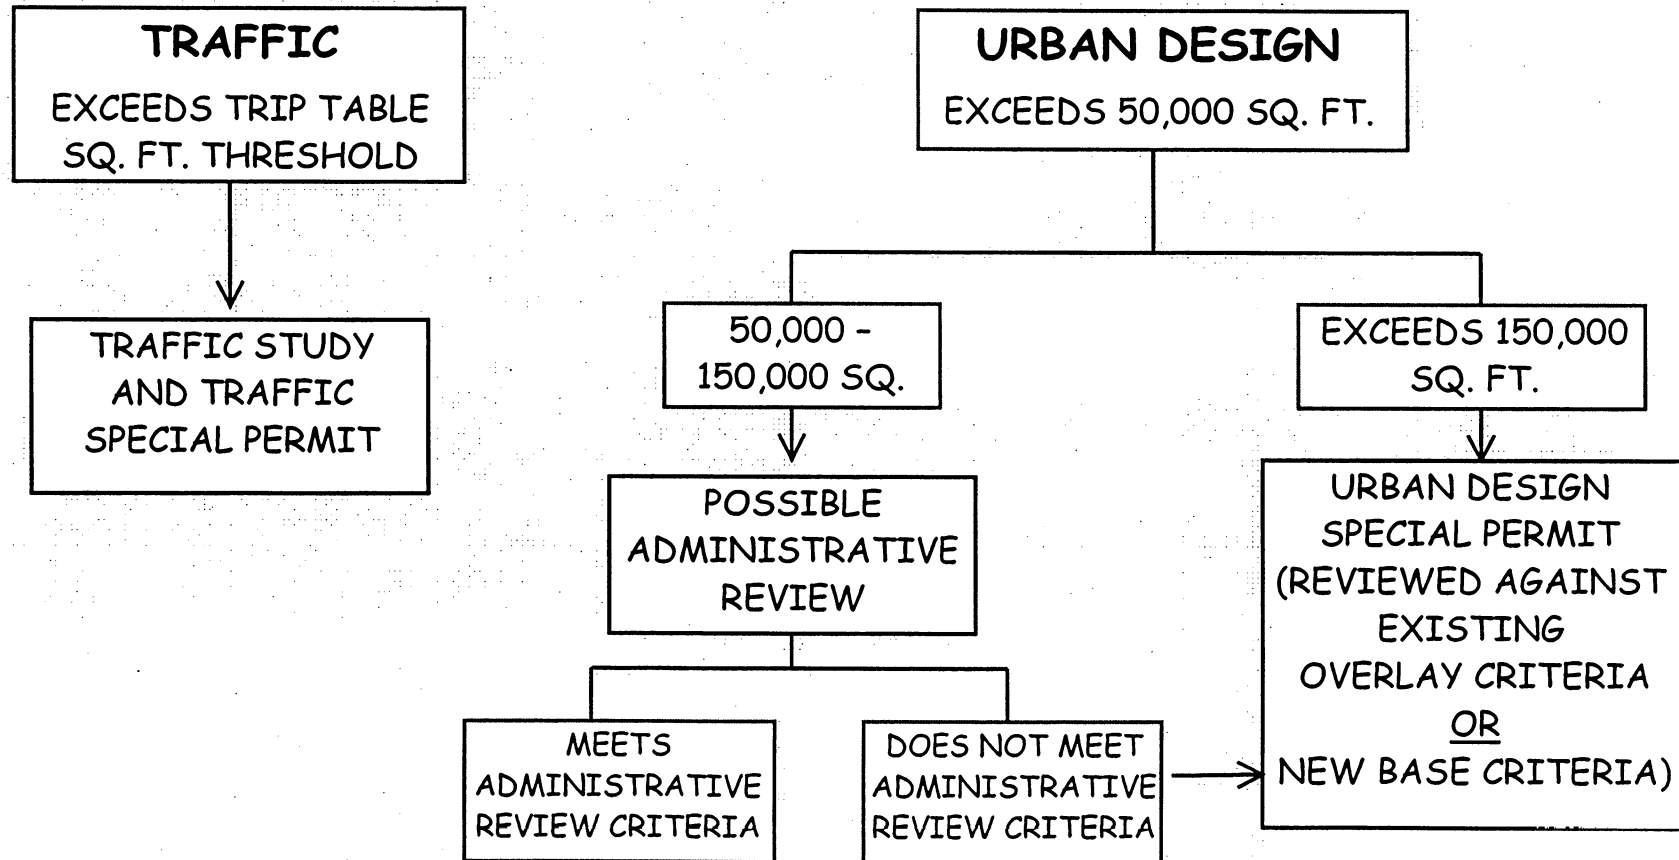 TRAFFIC
EXCEEDS TRIP TABLE
SQ. FT. THRESHOLD
TRAFFIC STUDY
AND TRAFFIC
SPECIAL PERMIT
URBAN DESIGN
EXCEEDS 50,000 SQ. FT.
50,000 –
150,000 SQ.
EXCEEDS 150,000
SQ. FT.
POSSIBLE
ADMINISTRATIVE
REVIEW
MEETS
ADMINISTRATIVE
REVIEW CRITERIA
DOES NOT MEET
ADMINISTRATIVE
REVIEW CRITERIA
URBAN DESIGN
SPECIAL PERMIT
(REVIEWED AGAINST
EXISTING
OVERLAY CRITERIA
OR
NEW BASE CRITERIA)